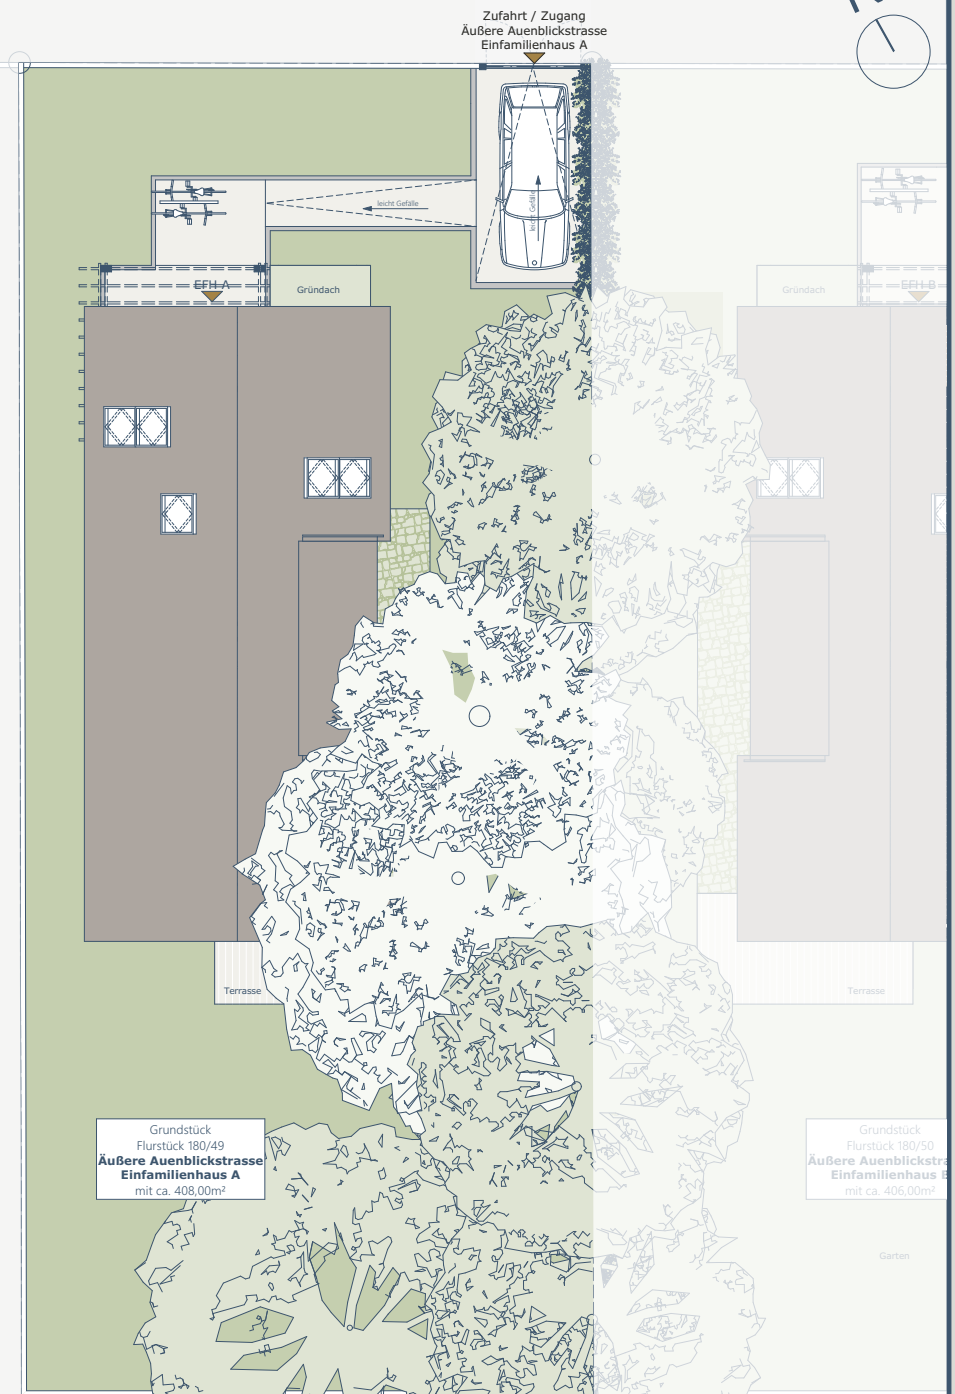 Zufahrt / Zugang
Äußere Auenblickstrasse
Einfamilienhaus A
leicht Gefälle
leicht Gefälle
EFH A
Gründach
Gründach
EFH B
Terrasse
Terrasse
Grundstück
Flurstück 180/49
Äußere Auenblickstrasse
Einfamilienhaus A
mit ca. 408,00m²
Grundstück
Flurstück 180/50
Äußere Auenblickstra
Einfamilienhaus B
mit ca. 406,00m²
Garten